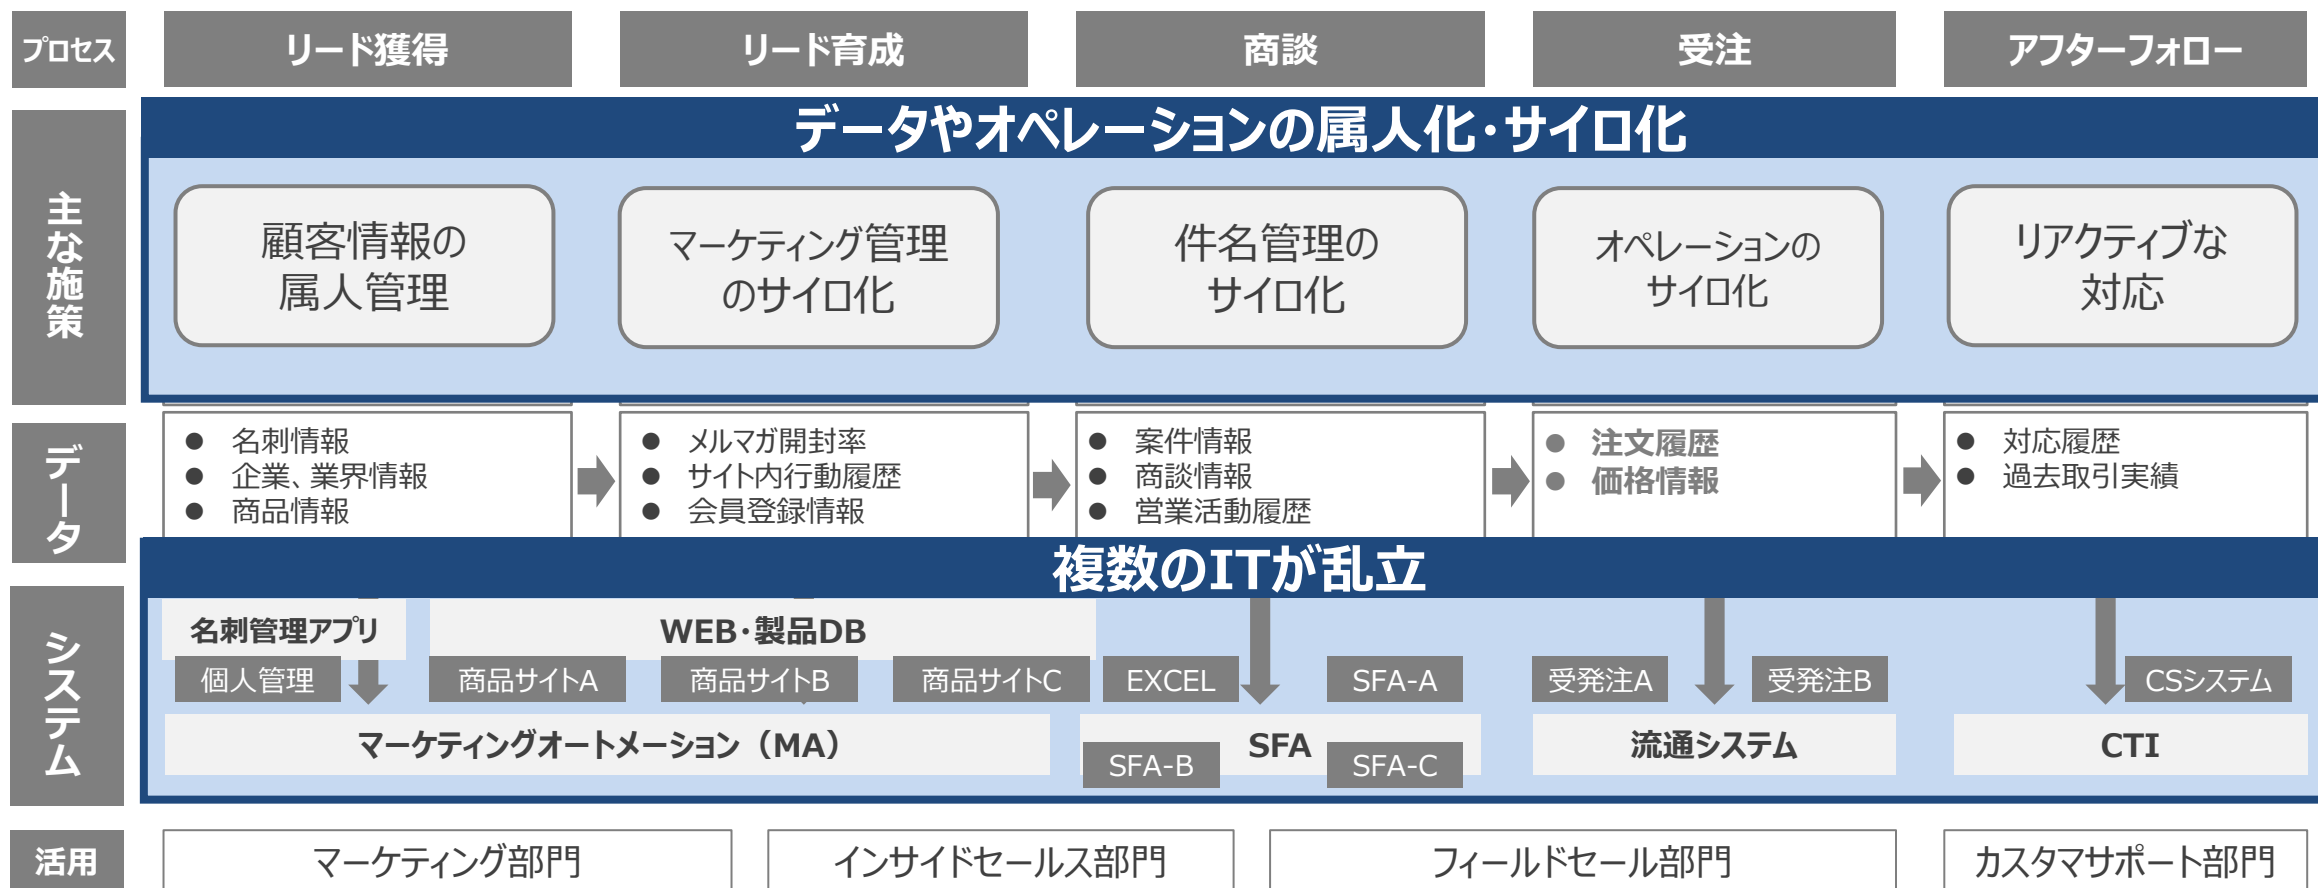 プロセス
リード獲得
リード育成
商談
受注
アフターフォロー
データやオペレーションの属人化・サイロ化
主な施策
顧客情報の
属人管理
マーケティング管理
のサイロ化
件名管理の
サイロ化
オペレーションの
サイロ化
リアクティブな
対応
データ
● 名刺情報
● 企業、業界情報
● 商品情報
● メルマガ開封率
● サイト内行動履歴
● 会員登録情報
● 案件情報
● 商談情報
● 営業活動履歴
● 注文履歴
● 価格情報
● 対応履歴
● 過去取引実績
複数のITが乱立
システム
名刺管理アプリ
WEB・製品DB
個人管理
商品サイトA
商品サイトB
商品サイトC
EXCEL
SFA-A
受発注A
受発注B
CSシステム
マーケティングオートメーション（MA）
SFA
SFA-B
SFA-C
流通システム
CTI
活用
マーケティング部門
インサイドセールス部門
フィールドセール部門
カスタマサポート部門